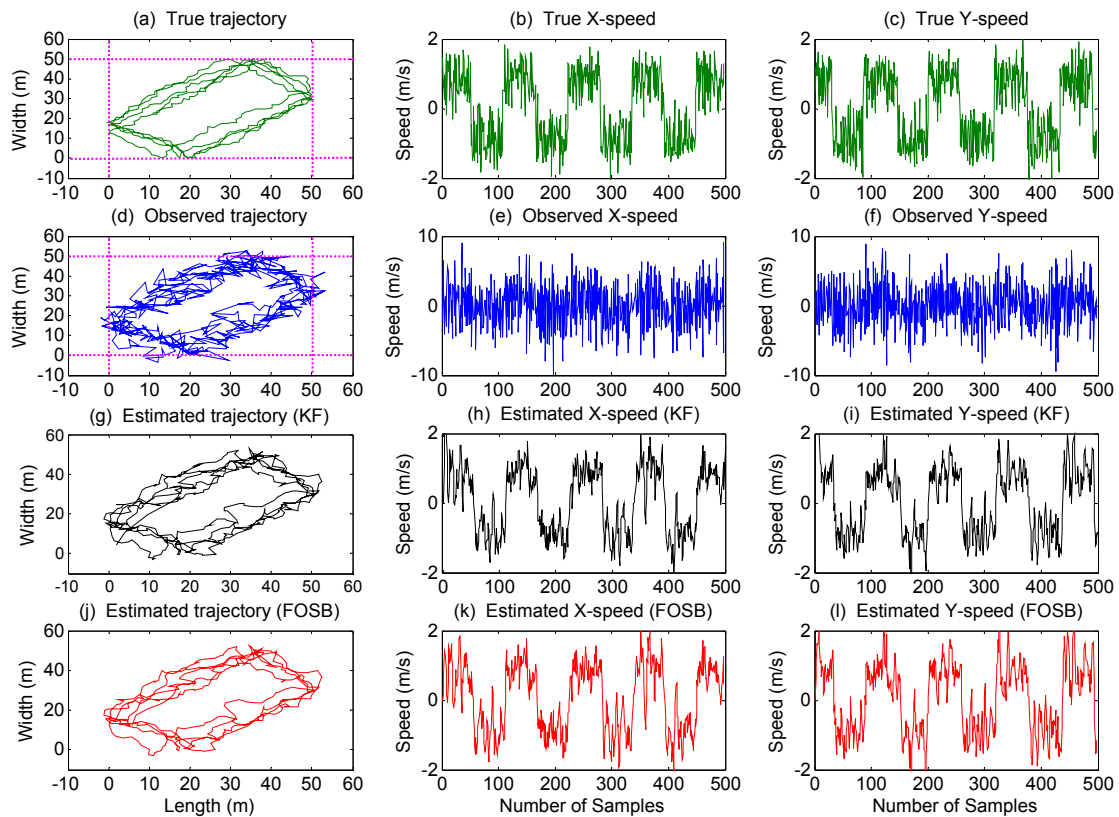 (a) True trajectory
(b) True X-speed
(c) True Y-speed
Width (m)
60
50
40
30
20
10
0
-10
-10 0 10 20 30 40 50 60
Speed (m/s)
2
0
-2
0 100 200 300 400 500
Speed (m/s)
2
0
-2
0 100 200 300 400 500
(d) Observed trajectory
(e) Observed X-speed
(f) Observed Y-speed
Width (m)
60
50
40
30
20
10
0
-10
-10 0 10 20 30 40 50 60
Speed (m/s)
10
0
-10
0 100 200 300 400 500
Speed (m/s)
10
0
-10
0 100 200 300 400 500
(g) Estimated trajectory (KF)
(h) Estimated X-speed (KF)
(i) Estimated Y-speed (KF)
Width (m)
60
40
20
0
-10 0 10 20 30 40 50 60
Speed (m/s)
2
0
-2
0 100 200 300 400 500
Speed (m/s)
2
0
-2
0 100 200 300 400 500
(j) Estimated trajectory (FOSB)
(k) Estimated X-speed (FOSB)
(l) Estimated Y-speed (FOSB)
Width (m)
60
40
20
0
-10 0 10 20 30 40 50 60
Length (m)
Speed (m/s)
2
0
-2
0 100 200 300 400 500
Number of Samples
Speed (m/s)
2
0
-2
0 100 200 300 400 500
Number of Samples